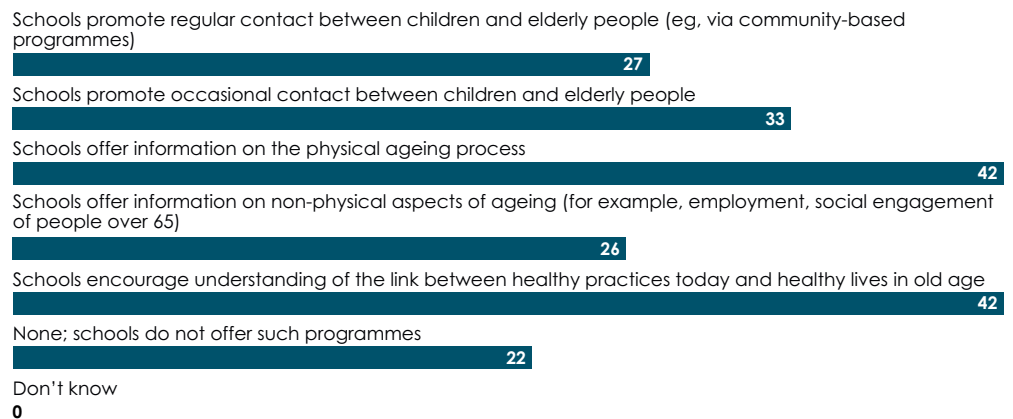 Schools promote regular contact between children and elderly people (eg, via community-based
programmes)
27
Schools promote occasional contact between children and elderly people
33
Schools offer information on the physical ageing process
42
Schools offer information on non-physical aspects of ageing (for example, employment, social engagement
of people over 65)
26
Schools encourage understanding of the link between healthy practices today and healthy lives in old age
42
None; schools do not offer such programmes
22
Don't know
0